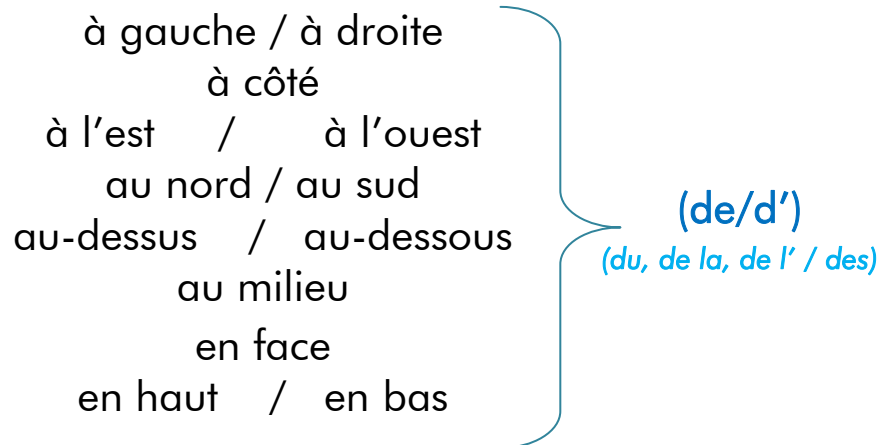 à gauche / à droite
à côté
à l’est / à l’ouest
au nord / au sud
au-dessus / au-dessous
au milieu
en face
en haut / en bas
(de/d’)
(du, de la, de l’ / des)